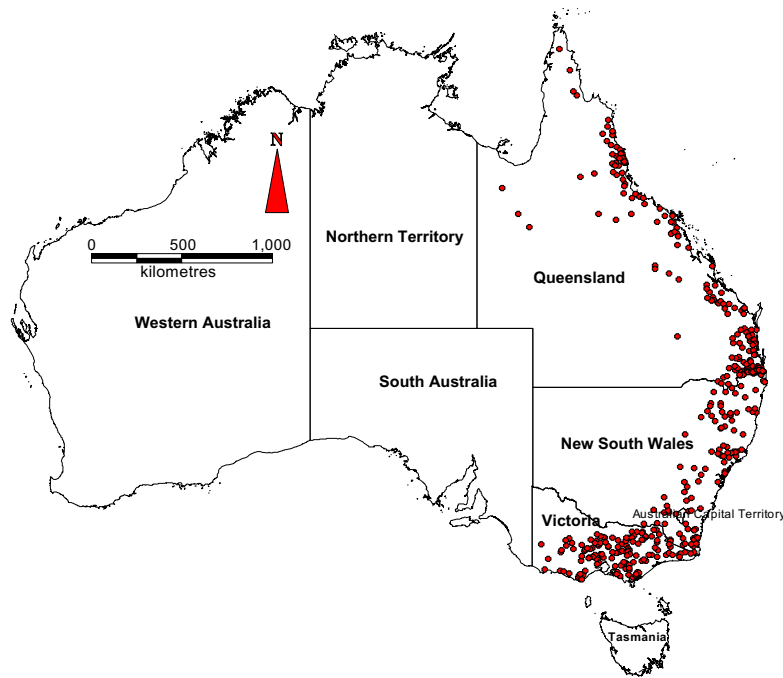 N
Northern Territory
0 500 1,000
kilometres
Queensland
Western Australia
South Australia
New South Wales
Victoria
Australian Capital Territory
Tasmania